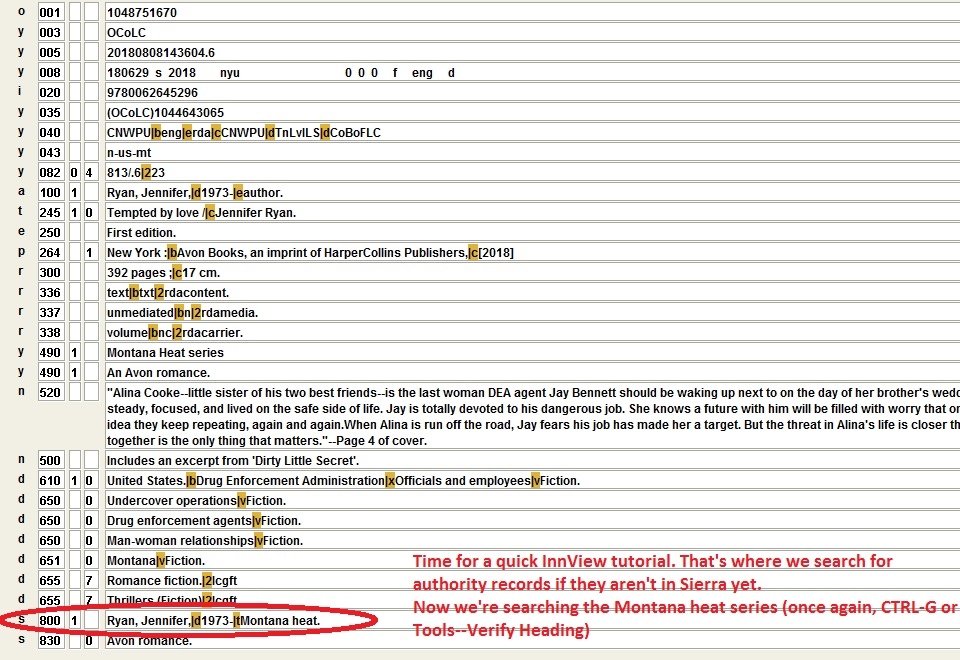 o 001 1048751670
y 003 OCoLC
y 005 20180808143604.6
y 008 180629 s 2018 nyu 0 0 0 f eng d
i 020 9780062645296
y 035 (OCoLC)1044643065
y 040 CNWPU|beng|erda|cCNWPU|dTnLvILS|dCoBoFLC
y 043 n-us-mt
y 082 0 4 813/.6|223
a 100 1 Ryan, Jennifer,|d1973-|eauthor.
t 245 1 0 Tempted by love /|cJennifer Ryan.
e 250 First edition.
p 264 1 New York :|bAvon Books, an imprint of HarperCollins Publishers,|c[2018]
r 300 392 pages ;|c17 cm.
r 336 text|btxt|2rdacontent.
r 337 unmediated|bn|2rdamedia.
r 338 volume|bnc|2rdacarrier.
y 490 1 Montana Heat series
y 490 1 An Avon romance.
n 520 "Alina Cooke--little sister of his two best friends--is the last woman DEA agent Jay Bennett should be waking up next to on the day of her brother's wedd
steady, focused, and lived on the safe side of life. Jay is totally devoted to his dangerous job. She knows a future with him will be filled with worry that on
idea they keep repeating, again and again.When Alina is run off the road, Jay fears his job has made her a target. But the threat in Alina's life is closer th
together is the only thing that matters."--Page 4 of cover.
n 500 Includes an excerpt from 'Dirty Little Secret'.
d 610 1 0 United States.|bDrug Enforcement Administration|xOfficials and employees|vFiction.
d 650 0 Undercover operations|vFiction.
d 650 0 Drug enforcement agents|vFiction.
d 650 0 Man-woman relationships|vFiction.
d 651 0 Montana|vFiction.
d 655 7 Romance fiction.|2lcgft
d 655 7 Thrillers (Fiction)|2lcgft
s 800 1 Ryan, Jennifer,|d1973-|tMontana heat.
s 830 0 Avon romance.
Time for a quick InnView tutorial. That's where we search for
authority records if they aren't in Sierra yet.
Now we're searching the Montana heat series (once again, CTRL-G or
Tools--Verify Heading)